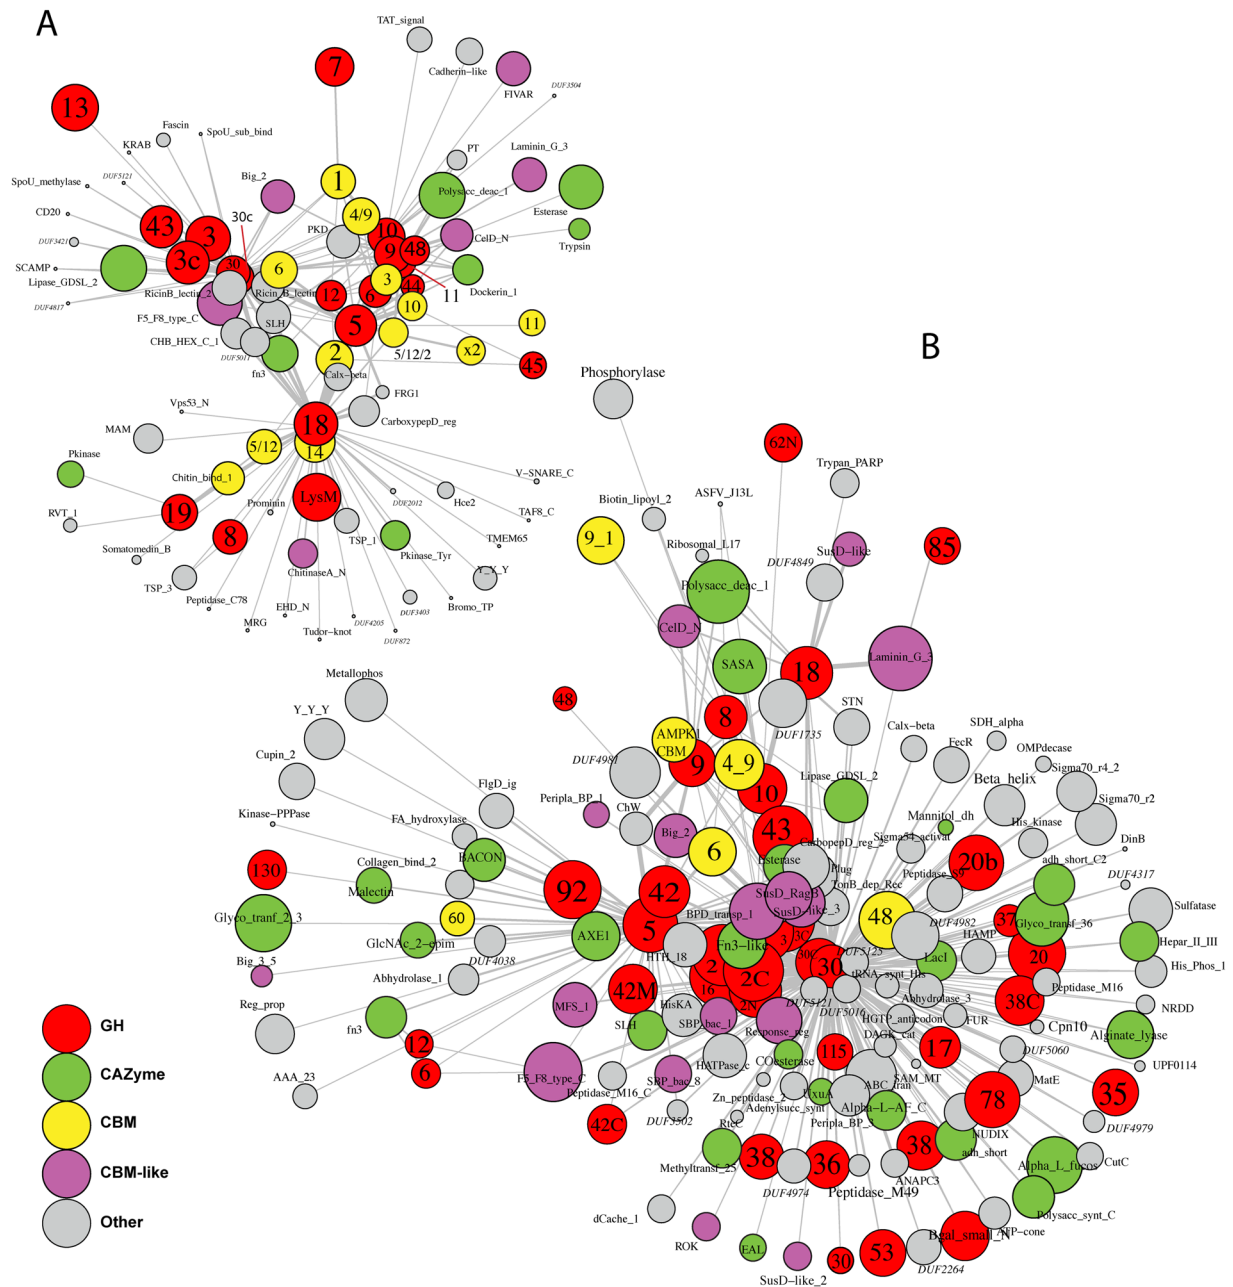 A
TAT_signal
7
Cadherin-like
FIVAR
DUF3504
13
Fascin
SpoU_sub_bind
KRAB
PT
Laminin_G_3
DUF5121
Big_2
1
Polysacc_deac_1
Esterase
SpoU_methylase
4/9
CD20
43
3
30c
PKD
10
48
CelD_N
Trypsin
DUF3421
9
3c
SCAMP
30
6
3
44
Dockerin_1
Lipase_GDSL_2
RicinB_lectin_2
Ricin_B_lectin
12
6
11
DUF4817
10
F5_F8_type_C
SLH
5
11
CHB_HEX_C_1
DUF5011
2
5/12/2
x2
45
fn3
Calx-beta
FRG1
Vps53_N
CarboxypepD_reg
18
MAM
5/12
14
Pkinase
Chitin_bind_1
V-SNARE_C
LysM
DUF2012
Hce2
Prominin
19
RVT_1
TAF8_C
8
TSP_1
Pkinase_Tyr
TMEM65
Somatomedin_B
ChitinaseA_N
Y_Y_Y
TSP_3
Peptidase_C78
EHD_N
DUF3403
Bromo_TP
MRG
DUF4205
Tudor-knot
DUF872
B
Phosphorylase
62N
Trypan_PARP
Biotin_lipoyl_2
ASFV_J13L
9_1
Ribosomal_L17
SusD-like
85
DUF4849
Polysacc_deac_1
CelD_N
SASA
18
Laminin_G_3
Metallophos
48
8
STN
Y_Y_Y
AMPK1
CBM
DUF1735
Calx-beta
SDH_alpha
FecR
OMPdecase
Cupin_2
DUF4981
9
4_9
Lipase_GDSL_2
Sigma70_r4_2
FlgD_ig
10
Beta_helix
Peripla_BP_1
Sigma70_r2
Kinase-PPPase
ChW
Mannitol_dh
FA_hydroxylase
Big_2
43
His_kinase
CarbopepD_reg_2
Sigma54_activat
DinB
130
Collagen_bind_2
BACON
6
Esterase
Plug
20b
adh_short_C2
Malectin
92
42
SusD_RagB
TonB_dep_Rec
Peptidase_S9
DUF4317
Glyco_tranf_2_3
60
5
BPD_transp_1
SusD-like_3
48
37
Glyco_transf_36
Sulfatase
GlcNAc_2-epim
AXE1
Fn3-like
3
3C
DUF4982
HAMP
Hepar_II_III
DUF4038
HTH_18
2
30C
30
DUF5125
LacI
20
Big_3_5
Abhydrolase_1
2C
tRNA-synt_His
His_Phos_1
42M
16
2N
Abhydrolase_3
38C
Peptidase_M16
Reg_prop
MFS_1
HisKA
DUF5121
DUF5016
NRDD
SBP_bac_1
Response_reg
HGTP_anticodon
FUR
Cpn10
fn3
SLH
Alginate_lyase
12
COesterase
115
DAGK_cat
17
DUF5060
6
F5_F8_type_C
HATPase_c
SAM_MT
UPF0114
AAA_23
SBP_bac_8
ABC_tran
MatE
Peptidase_M16_C
Zn_peptidase_2
UxuA
78
35
42C
DUF3502
Adenylsucc_synt
Alpha-L-AF_C
Peripla_BP_3
NUDIX
DUF4979
RteC
38
adh_short
Methyltransf_25
38
36
ANAPC3
Alpha_L_fucos
CutC
DUF4974
Peptidase_M49
Polysacc_synt_C
dCache_1
ATP-cone
ROK
EAL
Bgal_small_N
30
53
SusD-like_2
DUF2264
GH
CAZyme
CBM
CBM-like
Other